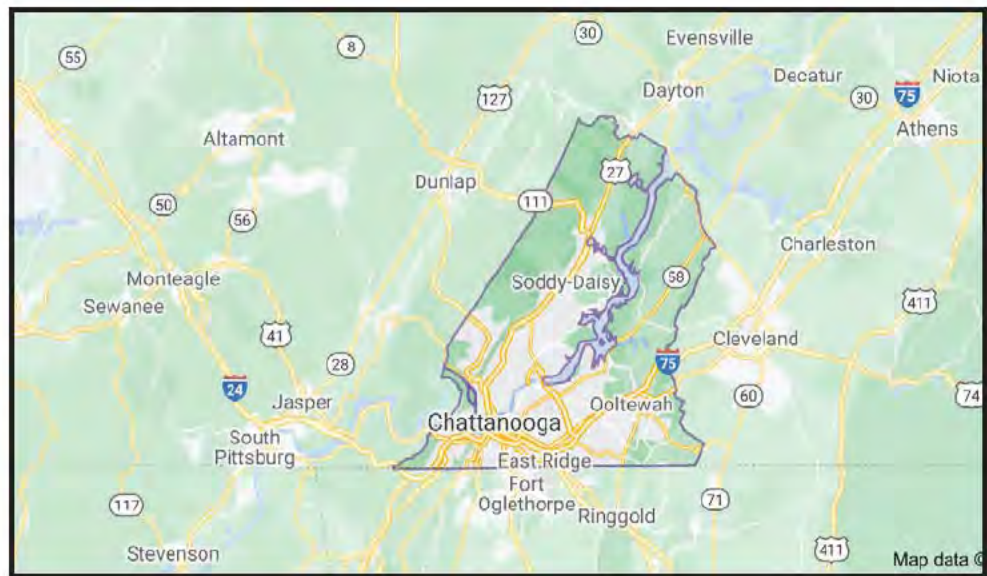 30
Evensville
8
55
Decatur
Niota
Dayton
75
30
127
Athens
Altamont
27
Dunlap
111
50
56
Charleston
Monteagle
Soddy-Daisy
58
Sewanee
411
41
Cleveland
28
75
24
60
74
Jasper
Ooltewah
Chattanooga
South
Pittsburg
East Ridge
Fort
Oglethorpe
Ringgold
71
117
Stevenson
411
Map data ©